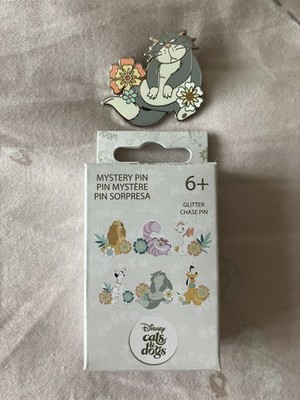 MYSTERY PIN
PIN MYSTÈRE
PIN SORPRESA
6+
GLITTER
CHASE PIN
Disney
cats &
dogs